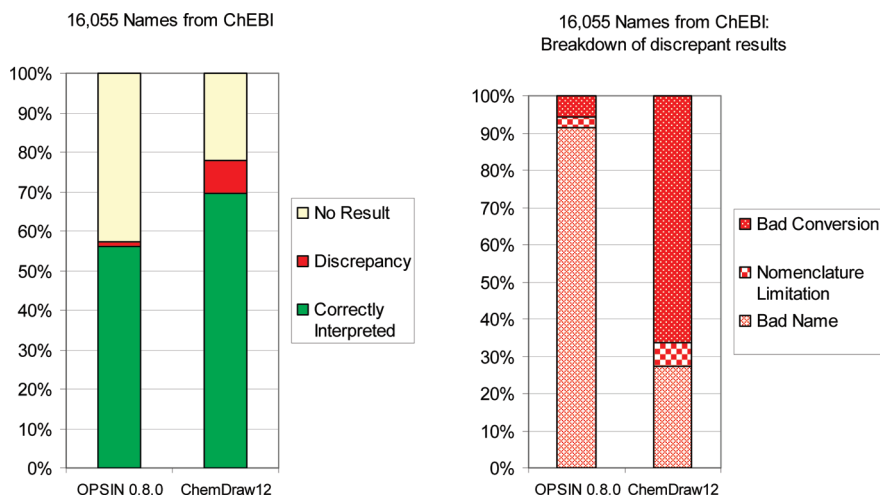 16,055 Names from ChEBI
100%
90%
80%
70%
60%
50%
40%
30%
20%
10%
0%
OPSIN 0.8.0 ChemDraw12
No Result
Discrepancy
Correctly
Interpreted
16,055 Names from ChEBI:
Breakdown of discrepant results
100%
90%
80%
70%
60%
50%
40%
30%
20%
10%
0%
OPSIN 0.8.0 ChemDraw12
Bad Conversion
Nomenclature
Limitation
Bad Name